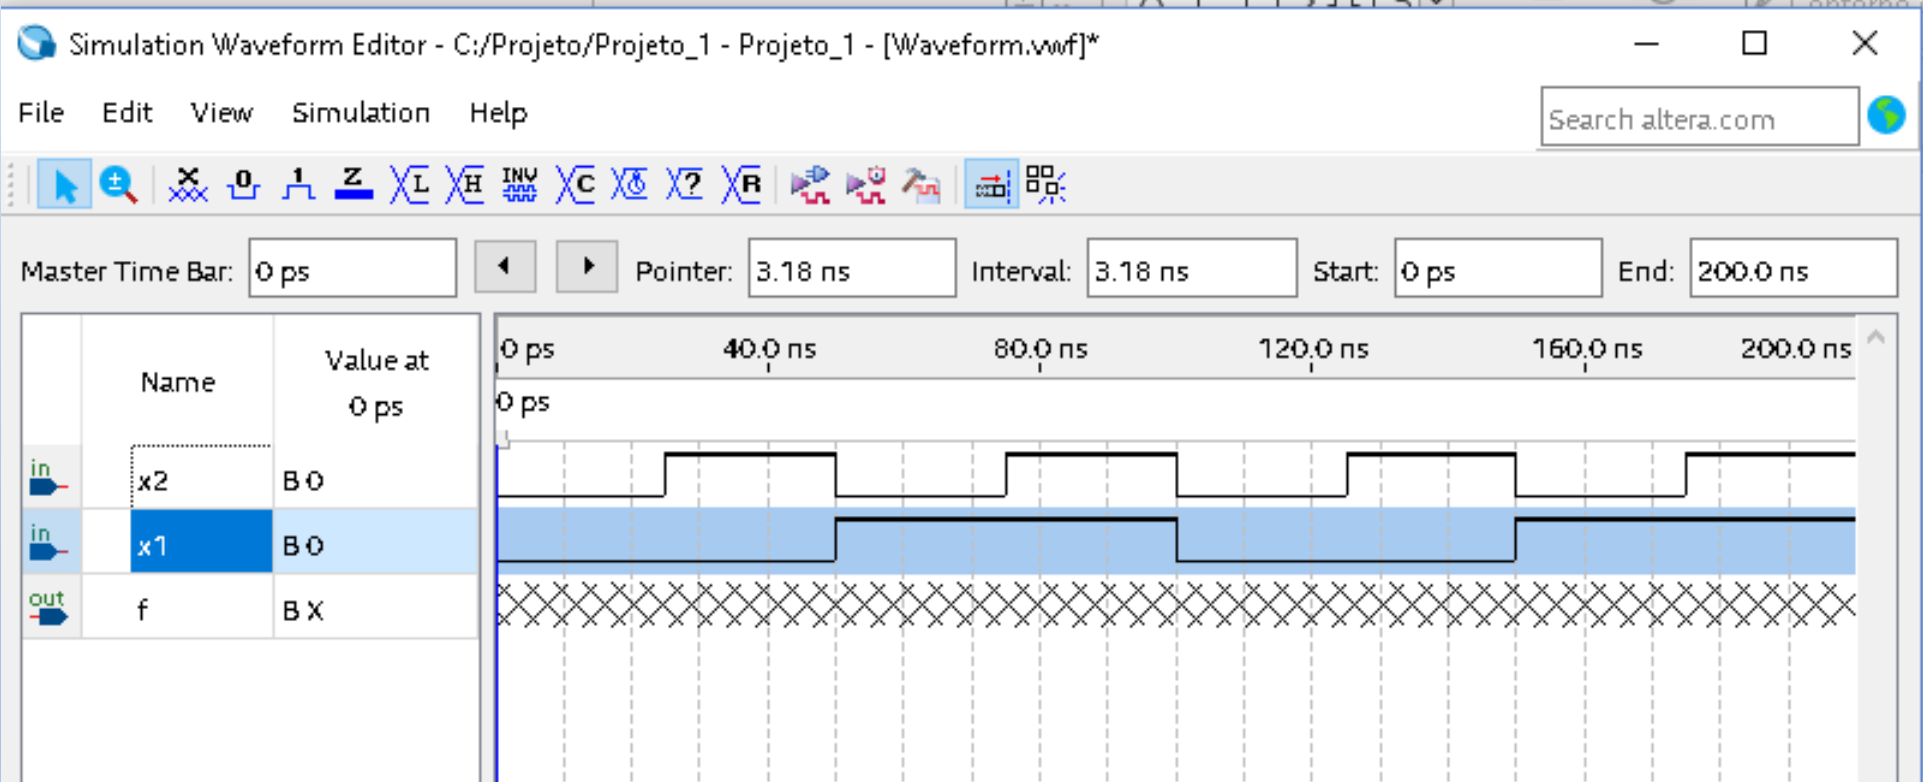 Simulation Waveform Editor - C:/Projeto/Projeto_1 - Projeto_1 - [Waveform.vwf]*
File Edit View Simulation Help
Search altera.com
X 0 1 Z L H INV C ? R
Master Time Bar: 0 ps Pointer: 3.18 ns Interval: 3.18 ns Start: 0 ps End: 200.0 ns
Name
Value at
0 ps
0 ps 40.0 ns 80.0 ns 120.0 ns 160.0 ns 200.0 ns
0 ps
in x2 B 0
in x1 B 0
out f B X